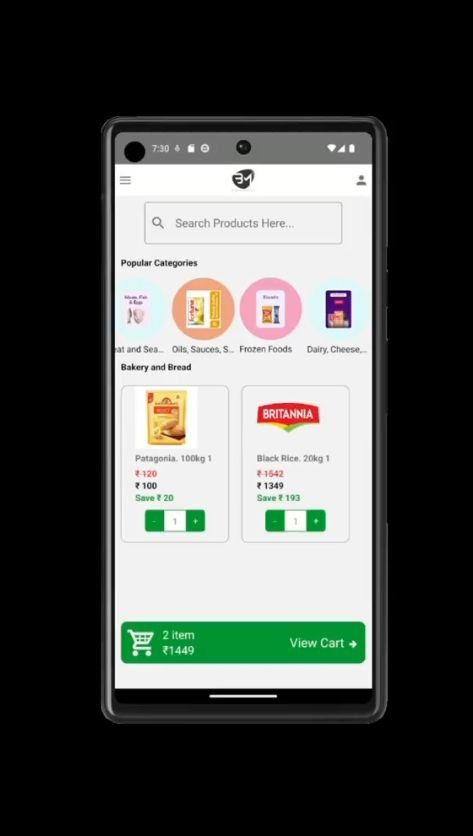 7:30
BM
Search Products Here...
Popular Categories
Meat, Fish
& Eggs
eat and Sea...
Oils, Sauces, S...
Frozen Foods
Dairy, Cheese,...
Bakery and Bread
BRITANNIA
Patagonia. 100kg 1
Black Rice. 20kg 1
₹ 120
₹ 1542
₹ 100
₹ 1349
Save ₹ 20
Save ₹ 193
- 1 +
- 1 +
2 item
₹1449
View Cart